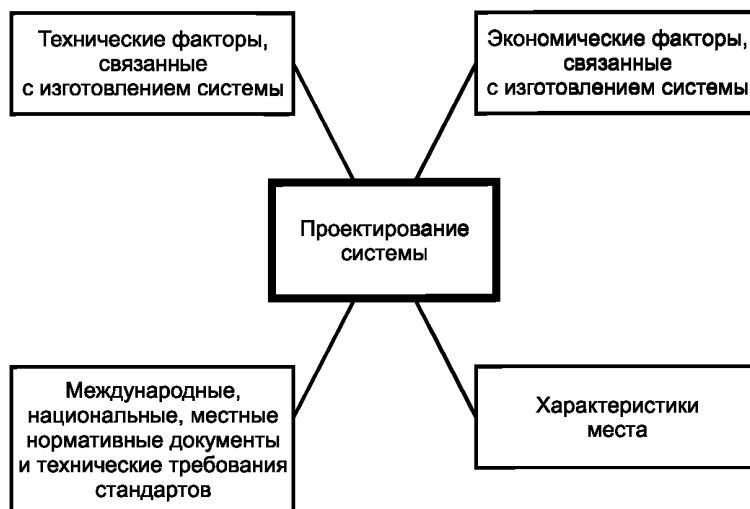 Технические факторы,
связанные
с изготовлением системы
Экономические факторы,
связанные
с изготовлением системы
Проектирование
системы
Международные,
национальные, местные
нормативные документы
и технические требования
стандартов
Характеристики
места